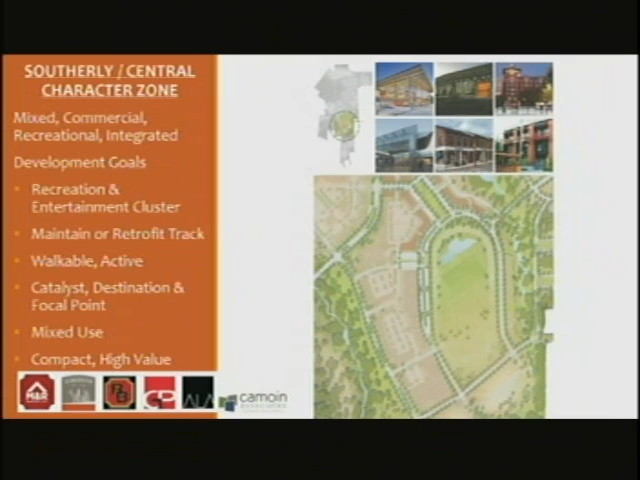 SOUTHERLY / CENTRAL
CHARACTER ZONE
Mixed, Commercial,
Recreational, Integrated
Development Goals
Recreation &
Entertainment Cluster
Maintain or Retrofit Track
Walkable, Active
Catalyst, Destination &
Focal Point
Mixed Use
Compact, High Value
M&R
camoin
associates